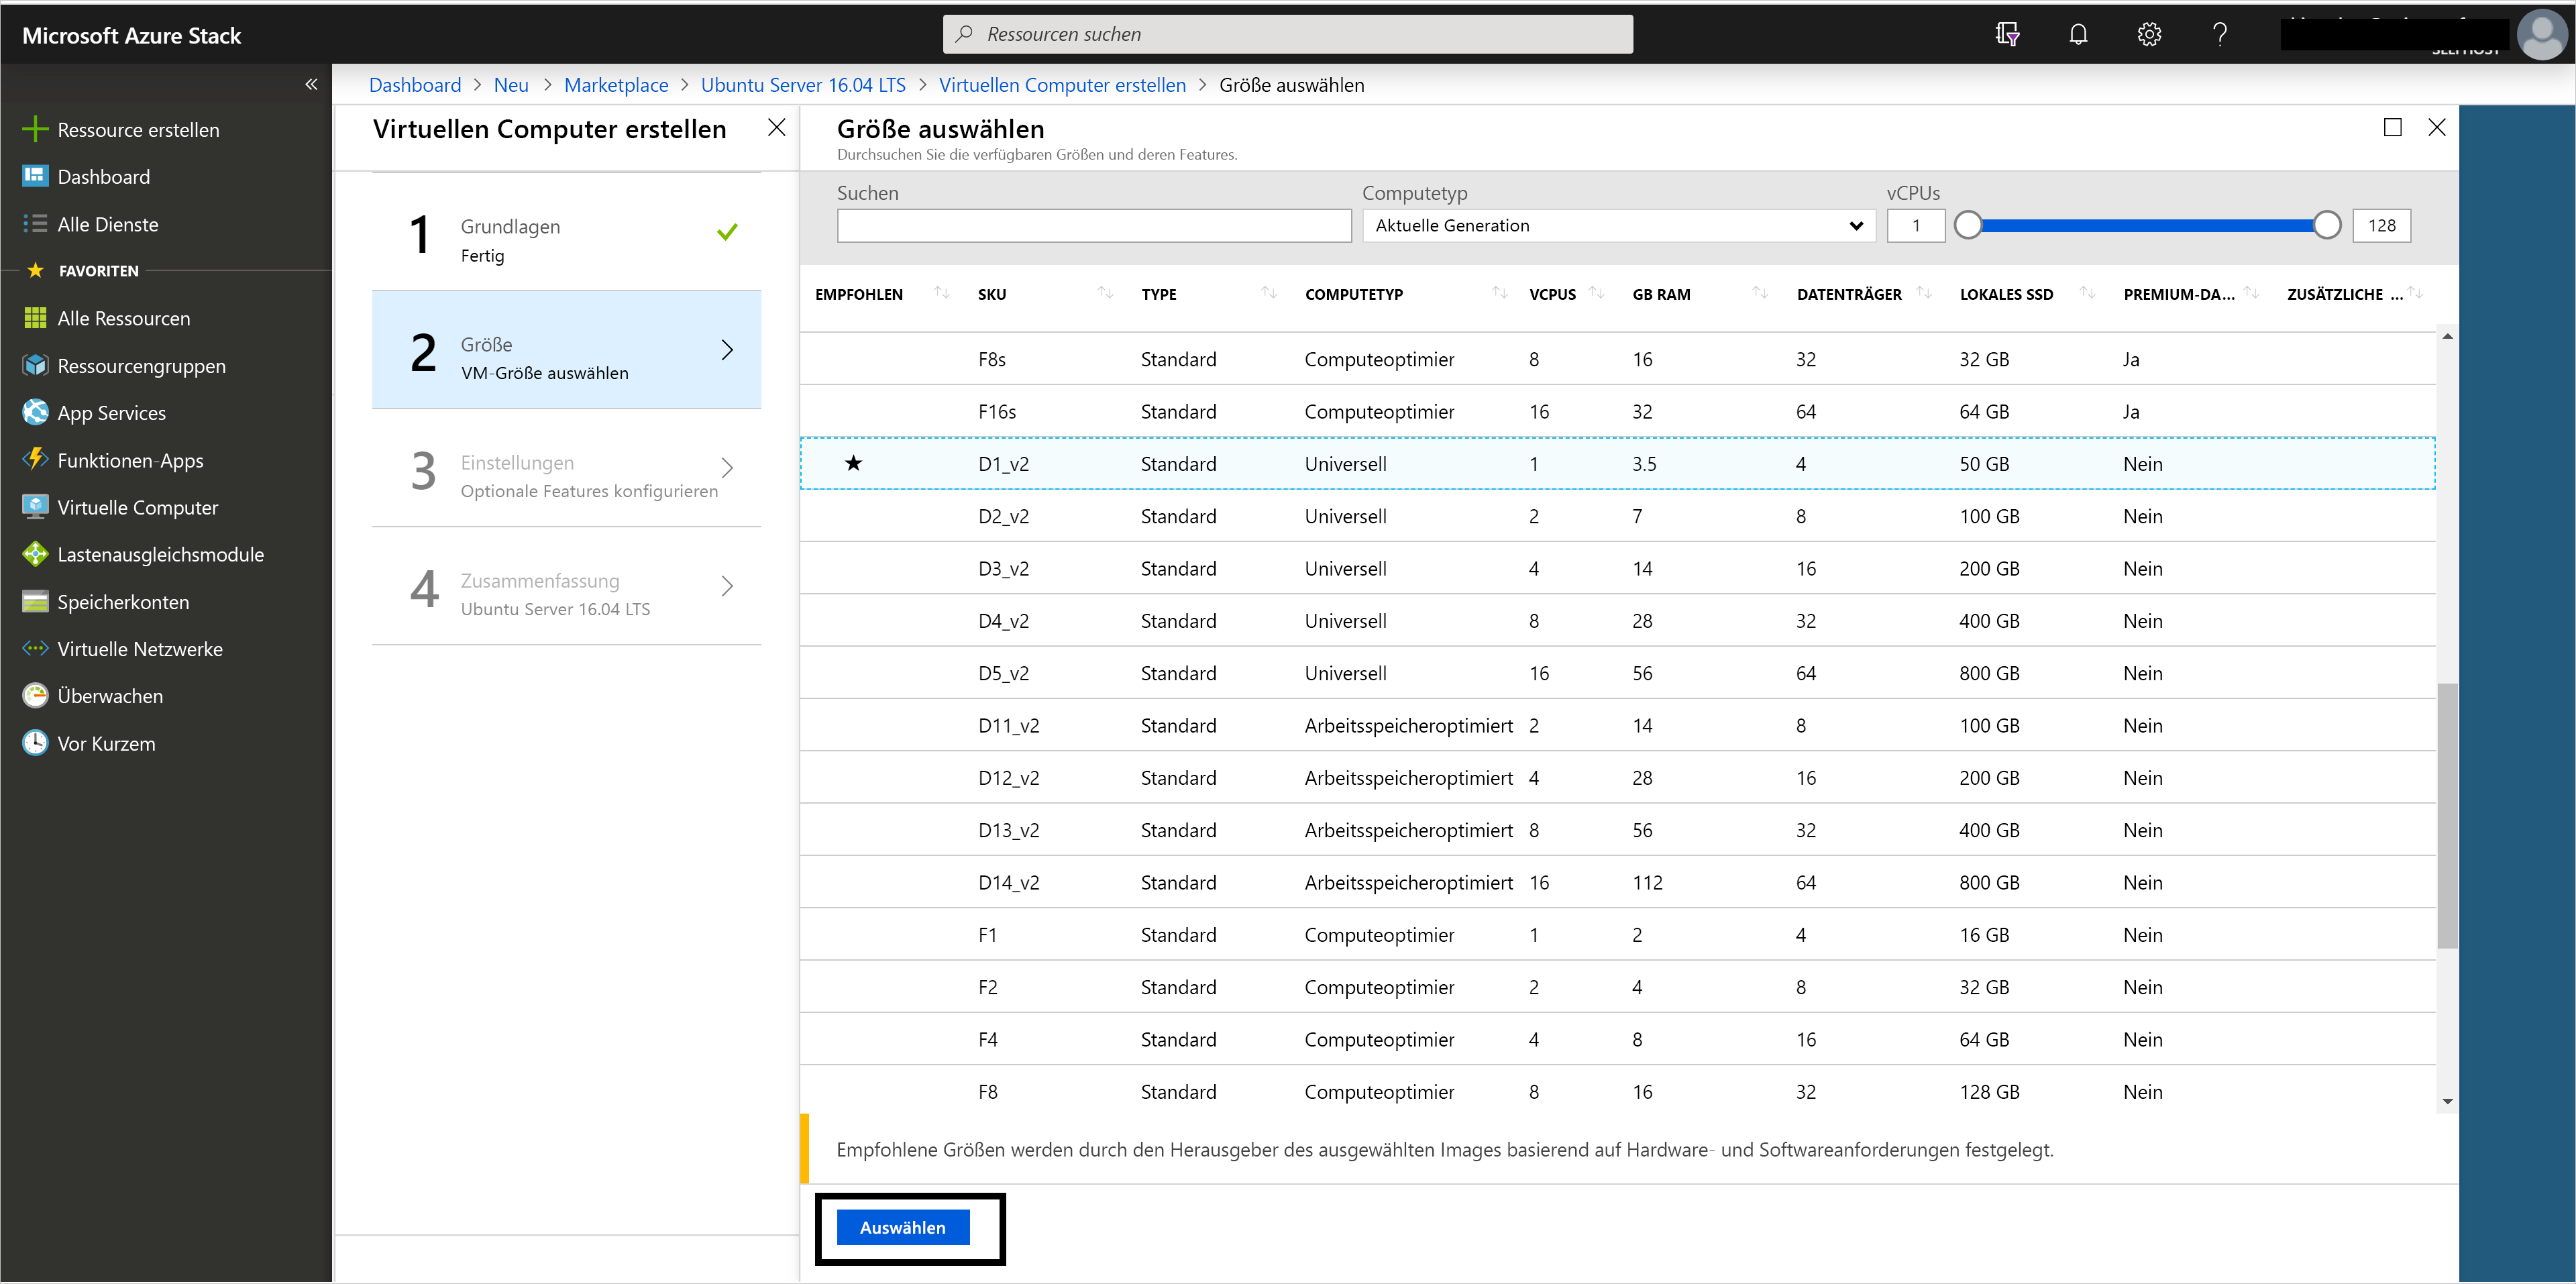 Microsoft Azure Stack
Ressourcen suchen
«
Dashboard > Neu > Marketplace > Ubuntu Server 16.04 LTS > Virtuellen Computer erstellen > Größe auswählen
Ressource erstellen
Dashboard
Alle Dienste
FAVORITEN
Alle Ressourcen
Ressourcengruppen
App Services
Funktionen-Apps
Virtuelle Computer
Lastenausgleichsmodule
Speicherkonten
Virtuelle Netzwerke
Überwachen
Vor Kurzem
Virtuellen Computer erstellen
1
Grundlagen
Fertig
2
Größe
VM-Größe auswählen
3
Einstellungen
Optionale Features konfigurieren
4
Zusammenfassung
Ubuntu Server 16.04 LTS
Größe auswählen
Durchsuchen Sie die verfügbaren Größen und deren Features.
Suchen
Computetyp
Aktuelle Generation
vCPUs
1
128
EMPFOHLEN SKU TYPE COMPUTETYP VCPUS GB RAM DATENTRÄGER LOKALES SSD PREMIUM-DA... ZUSÄTZLICHE ...
F8s Standard Computeoptimier 8 16 32 32 GB Ja
F16s Standard Computeoptimier 16 32 64 64 GB Ja
★ D1_v2 Standard Universell 1 3.5 4 50 GB Nein
D2_v2 Standard Universell 2 7 8 100 GB Nein
D3_v2 Standard Universell 4 14 16 200 GB Nein
D4_v2 Standard Universell 8 28 32 400 GB Nein
D5_v2 Standard Universell 16 56 64 800 GB Nein
D11_v2 Standard Arbeitsspeicheroptimiert 2 14 8 100 GB Nein
D12_v2 Standard Arbeitsspeicheroptimiert 4 28 16 200 GB Nein
D13_v2 Standard Arbeitsspeicheroptimiert 8 56 32 400 GB Nein
D14_v2 Standard Arbeitsspeicheroptimiert 16 112 64 800 GB Nein
F1 Standard Computeoptimier 1 2 4 16 GB Nein
F2 Standard Computeoptimier 2 4 8 32 GB Nein
F4 Standard Computeoptimier 4 8 16 64 GB Nein
F8 Standard Computeoptimier 8 16 32 128 GB Nein
Empfohlene Größen werden durch den Herausgeber des ausgewählten Images basierend auf Hardware- und Softwareanforderungen festgelegt.
Auswählen